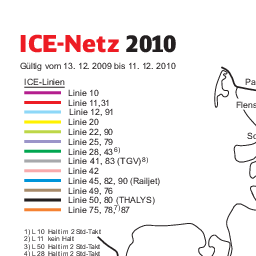 ICE-Netz 2010
Gültig vom 13. 12. 2009 bis 11. 12. 2010
ICE-Linien
Linie 10
Linie 11,31
Linie 12, 91
Linie 20
Linie 22, 90
Linie 25, 79
Linie 28, 43 6)
Linie 41, 83 (TGV) 8)
Linie 42
Linie 45, 82, 90 (Railjet)
Linie 49, 76
Linie 50, 80 (THALYS)
Linie 75, 78, 7) 87
1) L 10 Halt im 2 Std-Takt
2) L 11 kein Halt
3) L 50 Halt im 2 Std-Takt
4) L 28 Halt im 2 Std-Takt
Pa
Flens
Sc